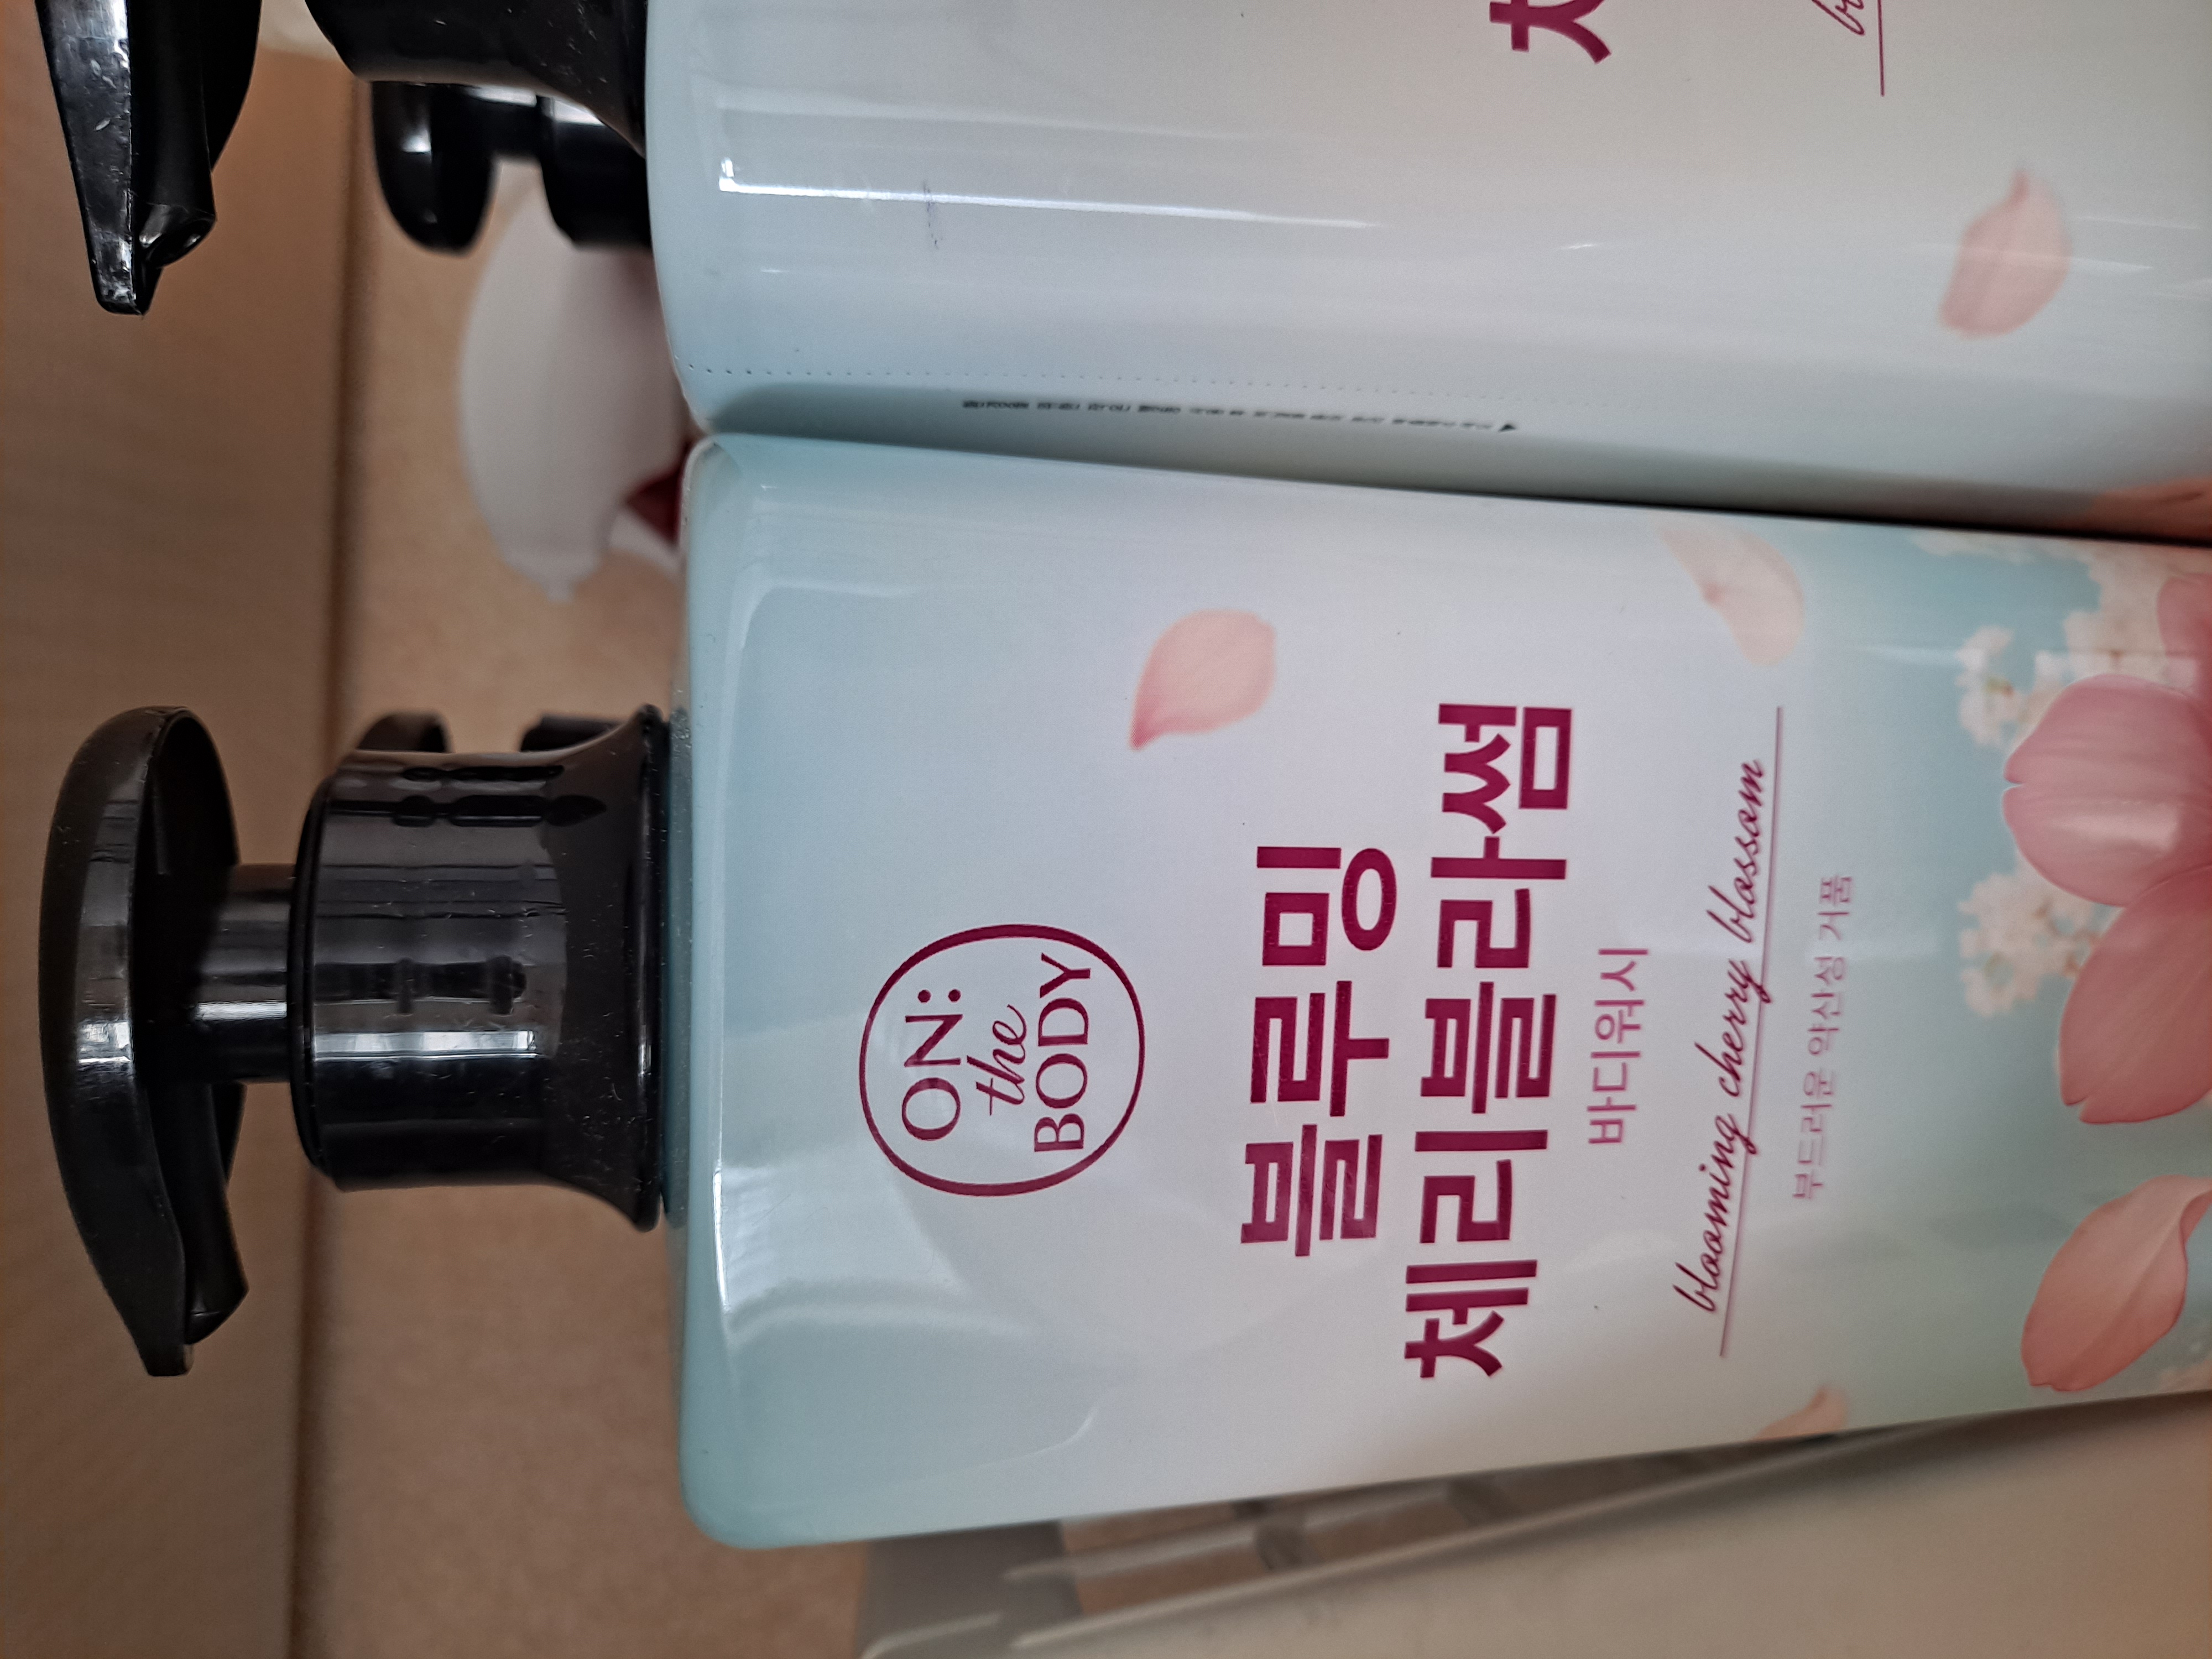 ON:
the
BODY
블루밍
체리블라썸
바디워시
blooming cherry blossom
부드러운 약산성 거품